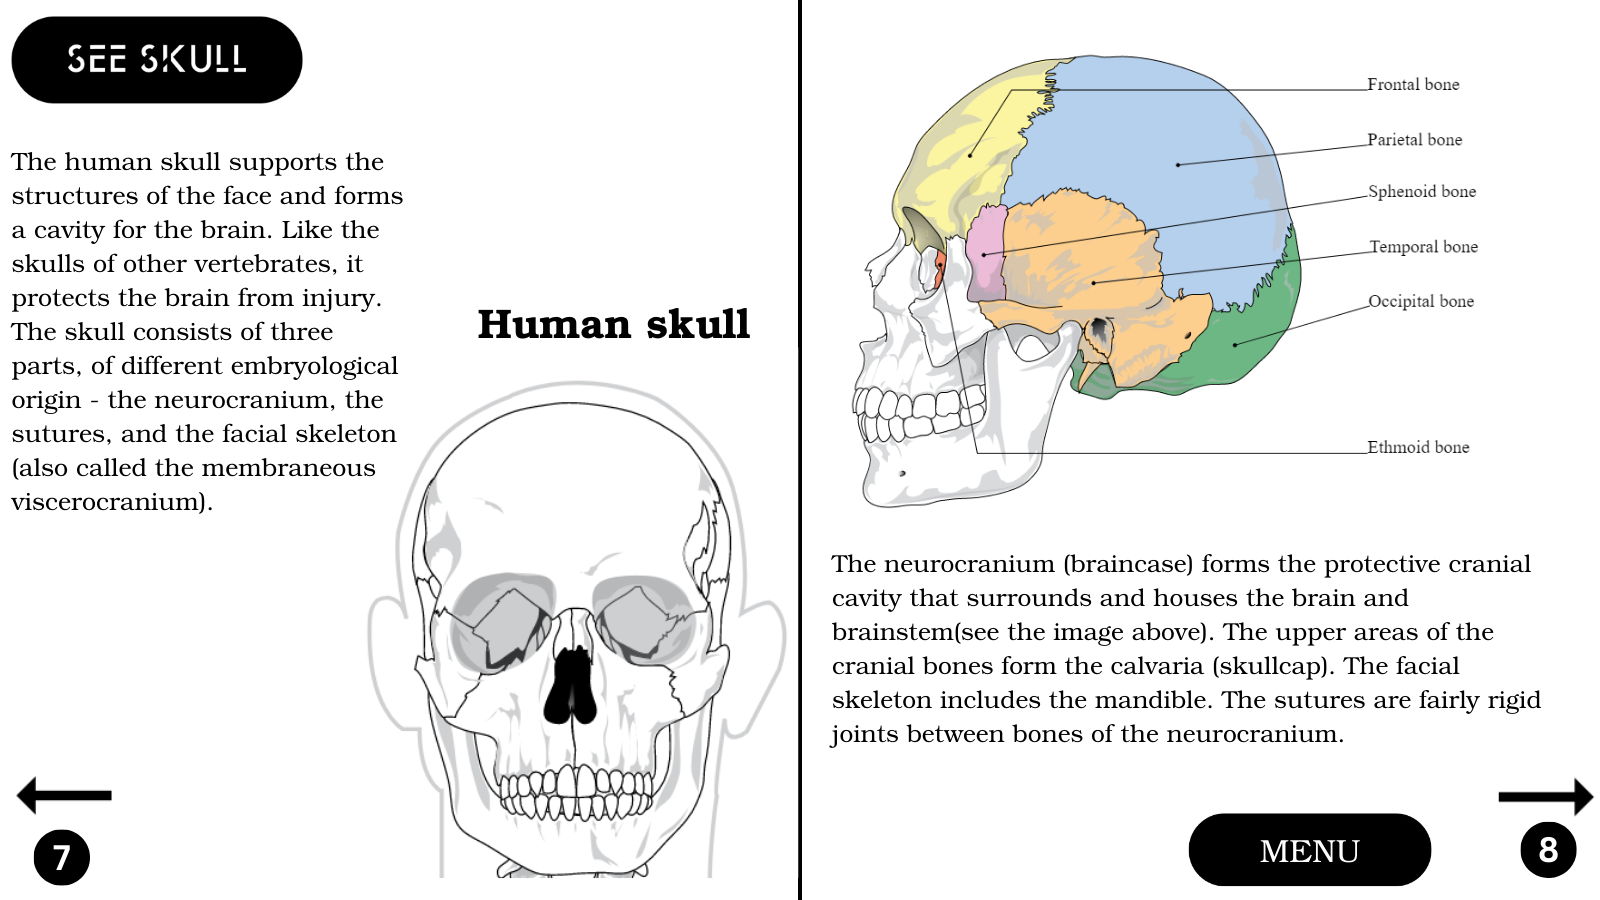 SEE SKULL
The human skull supports the
structures of the face and forms
a cavity for the brain. Like the
skulls of other vertebrates, it
protects the brain from injury.
The skull consists of three
parts, of different embryological
origin - the neurocranium, the
sutures, and the facial skeleton
(also called the membraneous
viscerocranium).
Human skull
7
Frontal bone
Parietal bone
Sphenoid bone
Temporal bone
Occipital bone
Ethmoid bone
The neurocranium (braincase) forms the protective cranial
cavity that surrounds and houses the brain and
brainstem(see the image above). The upper areas of the
cranial bones form the calvaria (skullcap). The facial
skeleton includes the mandible. The sutures are fairly rigid
joints between bones of the neurocranium.
MENU
8